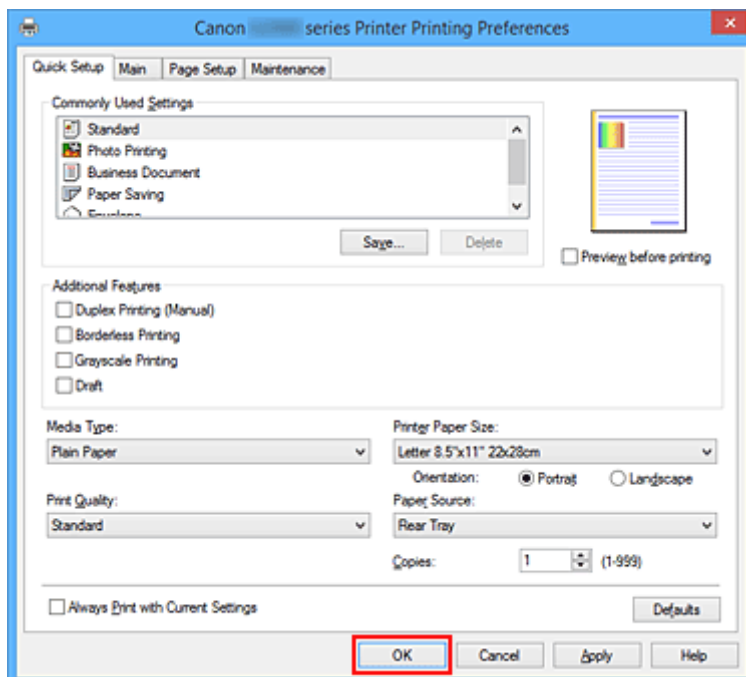 Canon series Printer Printing Preferences
Quick Setup Main Page Setup Maintenance
Commonly Used Settings
Standard
Photo Printing
Business Document
Paper Saving
Envelope
Save... Delete
Preview before printing
Additional Features
Duplex Printing (Manual)
Borderless Printing
Grayscale Printing
Draft
Media Type:
Plain Paper
Printer Paper Size:
Letter 8.5"x11" 22x28cm
Orientation: Portrait Landscape
Print Quality:
Standard
Paper Source:
Rear Tray
Copies: 1 (1-999)
Always Print with Current Settings
Defaults
OK Cancel Apply Help